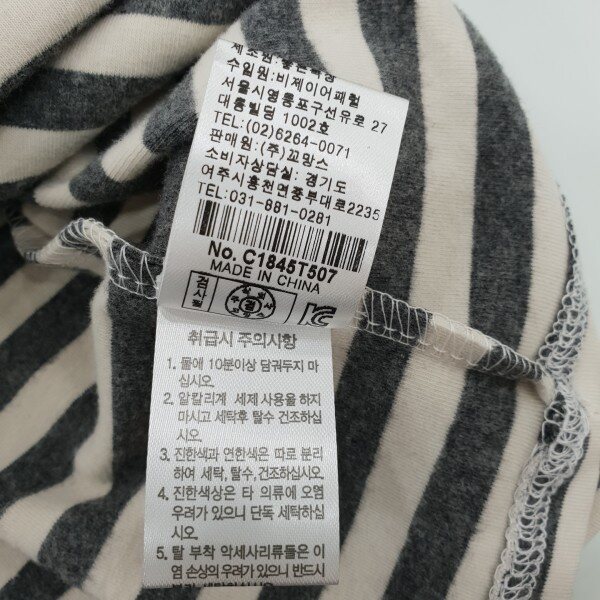 수입원:비제이어패럴
서울시영등포구선유로 27
대룡빌딩 1002호
TEL:(02)6264-0071
판매원:(주)꼬망스
소비자상담실: 경기도
여주시흥천면중부대로2235
TEL:031-881-0281
No. C1845T507
MADE IN CHINA
검사필
취급시 주의사항
1. 물에 10분이상 담궈두지 마
십시오.
2. 알칼리계 세제사용을 하지
마시고 세탁후 탈수 건조하십
시오.
3. 진한색과 연한색은 따로 분리
하여 세탁,탈수,건조하십시오.
4. 진한색상은 타 의류에 오염
우려가 있으니 단독 세탁하십
시오.
5. 탈 부착 악세사리류들은 이
염 손상의 우려가 있으니 반드시